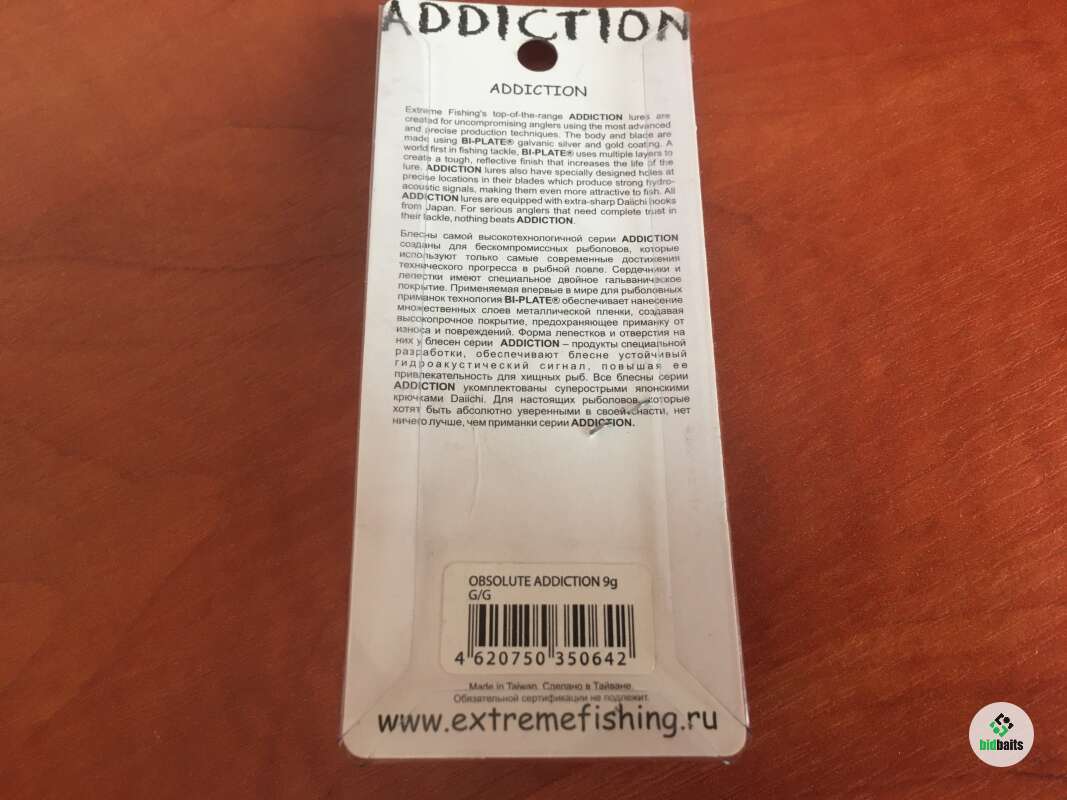 ADDICTION
ADDICTION
Extreme Fishing's top-of-the-range ADDICTION lures are
created for uncompromising anglers using the most advanced
and precise production techniques. The body and blade are
made using BI-PLATE® galvanic silver and gold coating. A
world first in fishing tackle, BI-PLATE® uses multiple layers to
create a tough, reflective finish that increases the life of the
lure. ADDICTION lures also have specially designed holes at
precise locations in their blades which produce strong hydro-
acoustic signals, making them even more attractive to fish. All
ADDICTION lures are equipped with extra-sharp Daiichi hooks
from Japan. For serious anglers that need complete trust in
their tackle, nothing beats ADDICTION.
Блесны самой высокотехнологичной серии ADDICTION
созданы для бескомпромиссных рыболовов, которые
используют только самые современные достижения
технического прогресса в рыбной ловле. Сердечники и
лепестки имеют специальное двойное гальваническое
покрытие. Применяемая впервые в мире для рыболовных
приманок технология BI-PLATE® обеспечивает нанесение
множественных слоев металлической пленки, создавая
высокопрочное покрытие, предохраняющее приманку от
износа и повреждений. Форма лепестков и отверстия на
них у блесен серии ADDICTION – продукты специальной
разработки, обеспечивают блесне устойчивый
гидроакустический сигнал, повышая ее
привлекательность для хищных рыб. Все блесны серии
ADDICTION укомплектованы суперострыми японскими
крючками Daiichi. Для настоящих рыболовов, которые
хотят быть абсолютно уверенными в своей снасти, нет
ничего лучше, чем приманки серии ADDICTION.
OBSOLUTE ADDICTION 9g
G/G
4 620750 350642
Made in Taiwan. Сделано в Тайване.
Обязательной сертификации не подлежит.
www.extremefishing.ru
bidbaits